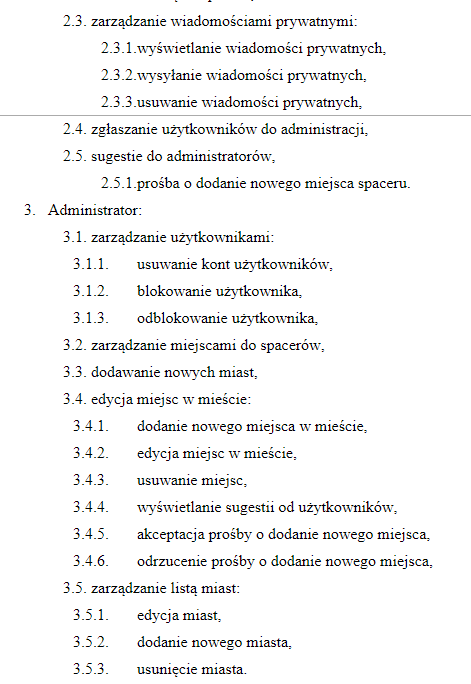 2.3. zarządzanie wiadomościami prywatnymi:
2.3.1.wyświetlanie wiadomości prywatnych,
2.3.2.wysyłanie wiadomości prywatnych,
2.3.3.usuwanie wiadomości prywatnych,
2.4. zgłaszanie użytkowników do administracji,
2.5. sugestie do administratorów,
2.5.1.prośba o dodanie nowego miejsca spaceru.
3. Administrator:
3.1. zarządzanie użytkownikami:
3.1.1. usuwanie kont użytkowników,
3.1.2. blokowanie użytkownika,
3.1.3. odblokowanie użytkownika,
3.2. zarządzanie miejscami do spacerów,
3.3. dodawanie nowych miast,
3.4. edycja miejsc w mieście:
3.4.1. dodanie nowego miejsca w mieście,
3.4.2. edycja miejsc w mieście,
3.4.3. usuwanie miejsc,
3.4.4. wyświetlanie sugestii od użytkowników,
3.4.5. akceptacja prośby o dodanie nowego miejsca,
3.4.6. odrzucenie prośby o dodanie nowego miejsca,
3.5. zarządzanie listą miast:
3.5.1. edycja miast,
3.5.2. dodanie nowego miasta,
3.5.3. usunięcie miasta.